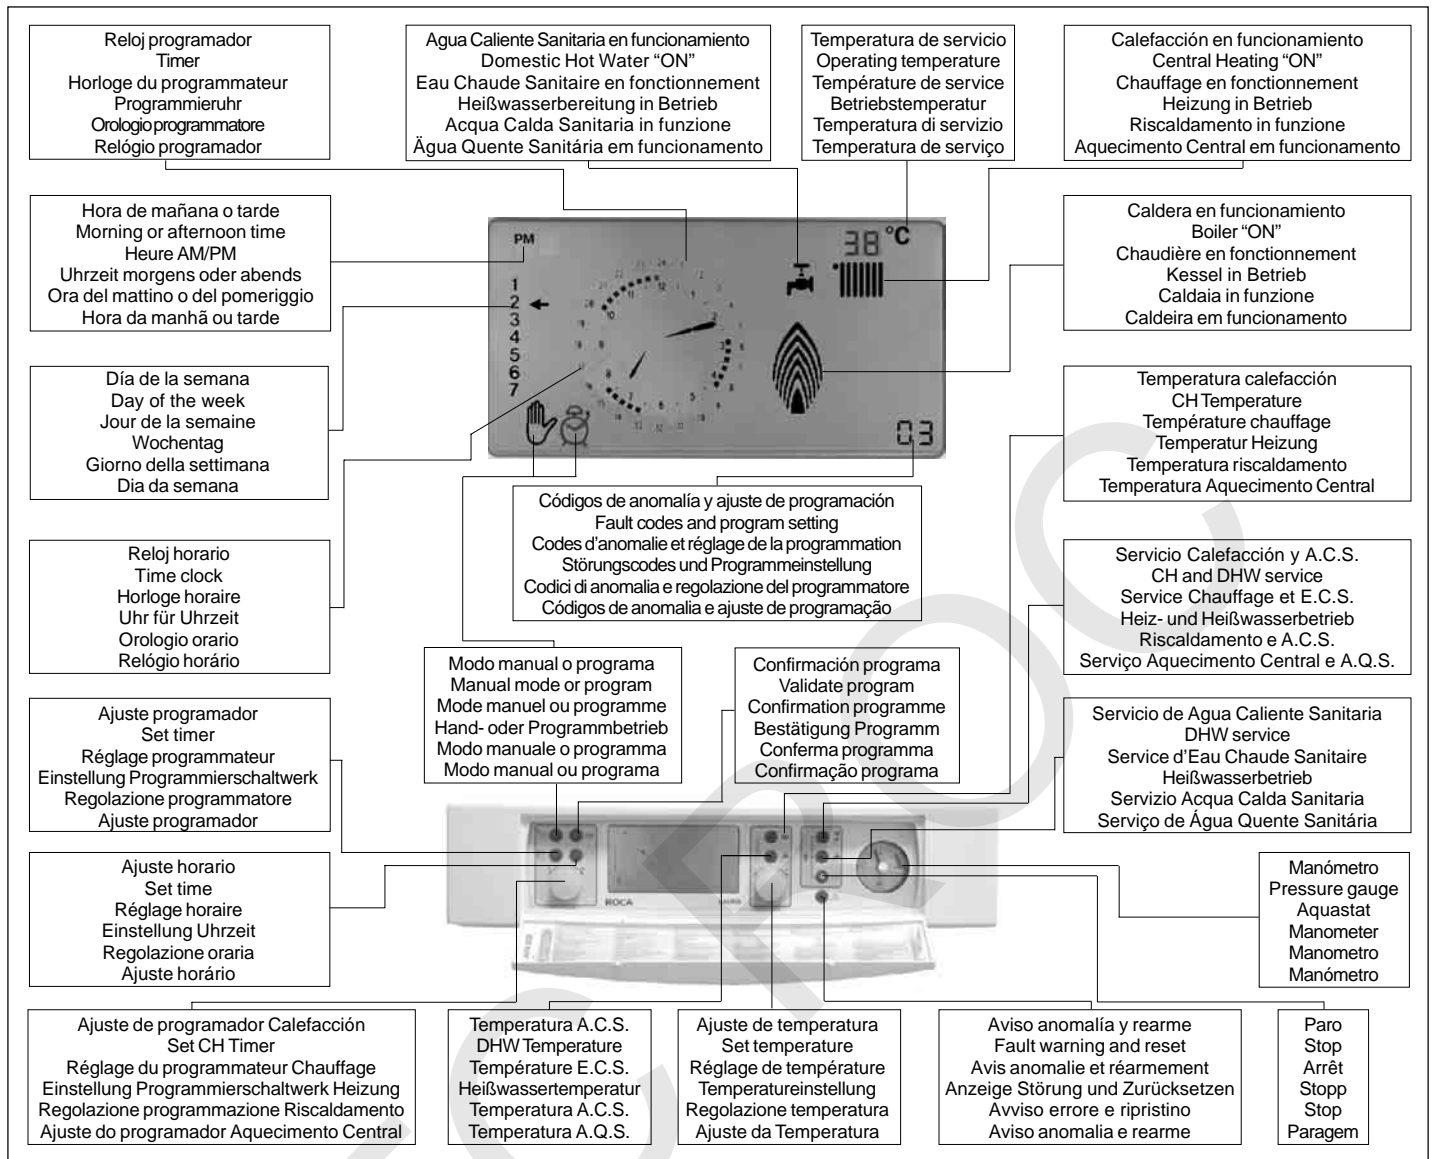 Reloj programador
Timer
Horloge du programmateur
Programmieruhr
Orologio programmatore
Relógio programador
Agua Caliente Sanitaria en funcionamiento
Domestic Hot Water “ON”
Eau Chaude Sanitaire en fonctionnement
Heißwasserbereitung in Betrieb
Acqua Calda Sanitaria in funzione
Ägua Quente Sanitária em funcionamento
Temperatura de servicio
Operating temperature
Température de service
Betriebstemperatur
Temperatura di servizio
Temperatura de serviço
Calefacción en funcionamiento
Central Heating “ON”
Chauffage en fonctionnement
Heizung in Betrieb
Riscaldamento in funzione
Aquecimento Central em funcionamento
Hora de mañana o tarde
Morning or afternoon time
Heure AM/PM
Uhrzeit morgens oder abends
Ora del mattino o del pomeriggio
Hora da manhã ou tarde
PM
38 °C
1
2
3
4
5
6
7
03
Caldera en funcionamiento
Boiler “ON”
Chaudière en fonctionnement
Kessel in Betrieb
Caldaia in funzione
Caldeira em funcionamento
Día de la semana
Day of the week
Jour de la semaine
Wochentag
Giorno della settimana
Dia da semana
Temperatura calefacción
CH Temperature
Température chauffage
Temperatur Heizung
Temperatura riscaldamento
Temperatura Aquecimento Central
Códigos de anomalía y ajuste de programación
Fault codes and program setting
Codes d’anomalie et réglage de la programmation
Störungscodes und Programmeinstellung
Codici di anomalia e regolazione del programmatore
Códigos de anomalia e ajuste de programação
Reloj horario
Time clock
Horloge horaire
Uhr für Uhrzeit
Orologio orario
Relógio horário
Servicio Calefacción y A.C.S.
CH and DHW service
Service Chauffage et E.C.S.
Heiz- und Heißwasserbetrieb
Riscaldamento e A.C.S.
Serviço Aquecimento Central e A.Q.S.
Modo manual o programa
Manual mode or program
Mode manuel ou programme
Hand- oder Programmbetrieb
Modo manuale o programma
Modo manual ou programa
Confirmación programa
Validate program
Confirmation programme
Bestätigung Programm
Conferma programma
Confirmação programa
Ajuste programador
Set timer
Réglage programmateur
Einstellung Programmierschaltwerk
Regolazione programmatore
Ajuste programador
Servicio de Agua Caliente Sanitaria
DHW service
Service d’Eau Chaude Sanitaire
Heißwasserbetrieb
Servizio Acqua Calda Sanitaria
Serviço de Água Quente Sanitária
Ajuste horario
Set time
Réglage horaire
Einstellung Uhrzeit
Regolazione oraria
Ajuste horário
ROCA
Manómetro
Pressure gauge
Aquastat
Manometer
Manometro
Manómetro
Ajuste de programador Calefacción
Set CH Timer
Réglage du programmateur Chauffage
Einstellung Programmierschaltwerk Heizung
Regolazione programmazione Riscaldamento
Ajuste do programador Aquecimento Central
Temperatura A.C.S.
DHW Temperature
Température E.C.S.
Heißwassertemperatur
Temperatura A.C.S.
Temperatura A.Q.S.
Ajuste de temperatura
Set temperature
Réglage de température
Temperatureinstellung
Regolazione temperatura
Ajuste da Temperatura
Aviso anomalía y rearme
Fault warning and reset
Avis anomalie et réarmement
Anzeige Störung und Zurücksetzen
Avviso errore e ripristino
Aviso anomalia e rearme
Paro
Stop
Arrêt
Stopp
Stop
Paragem